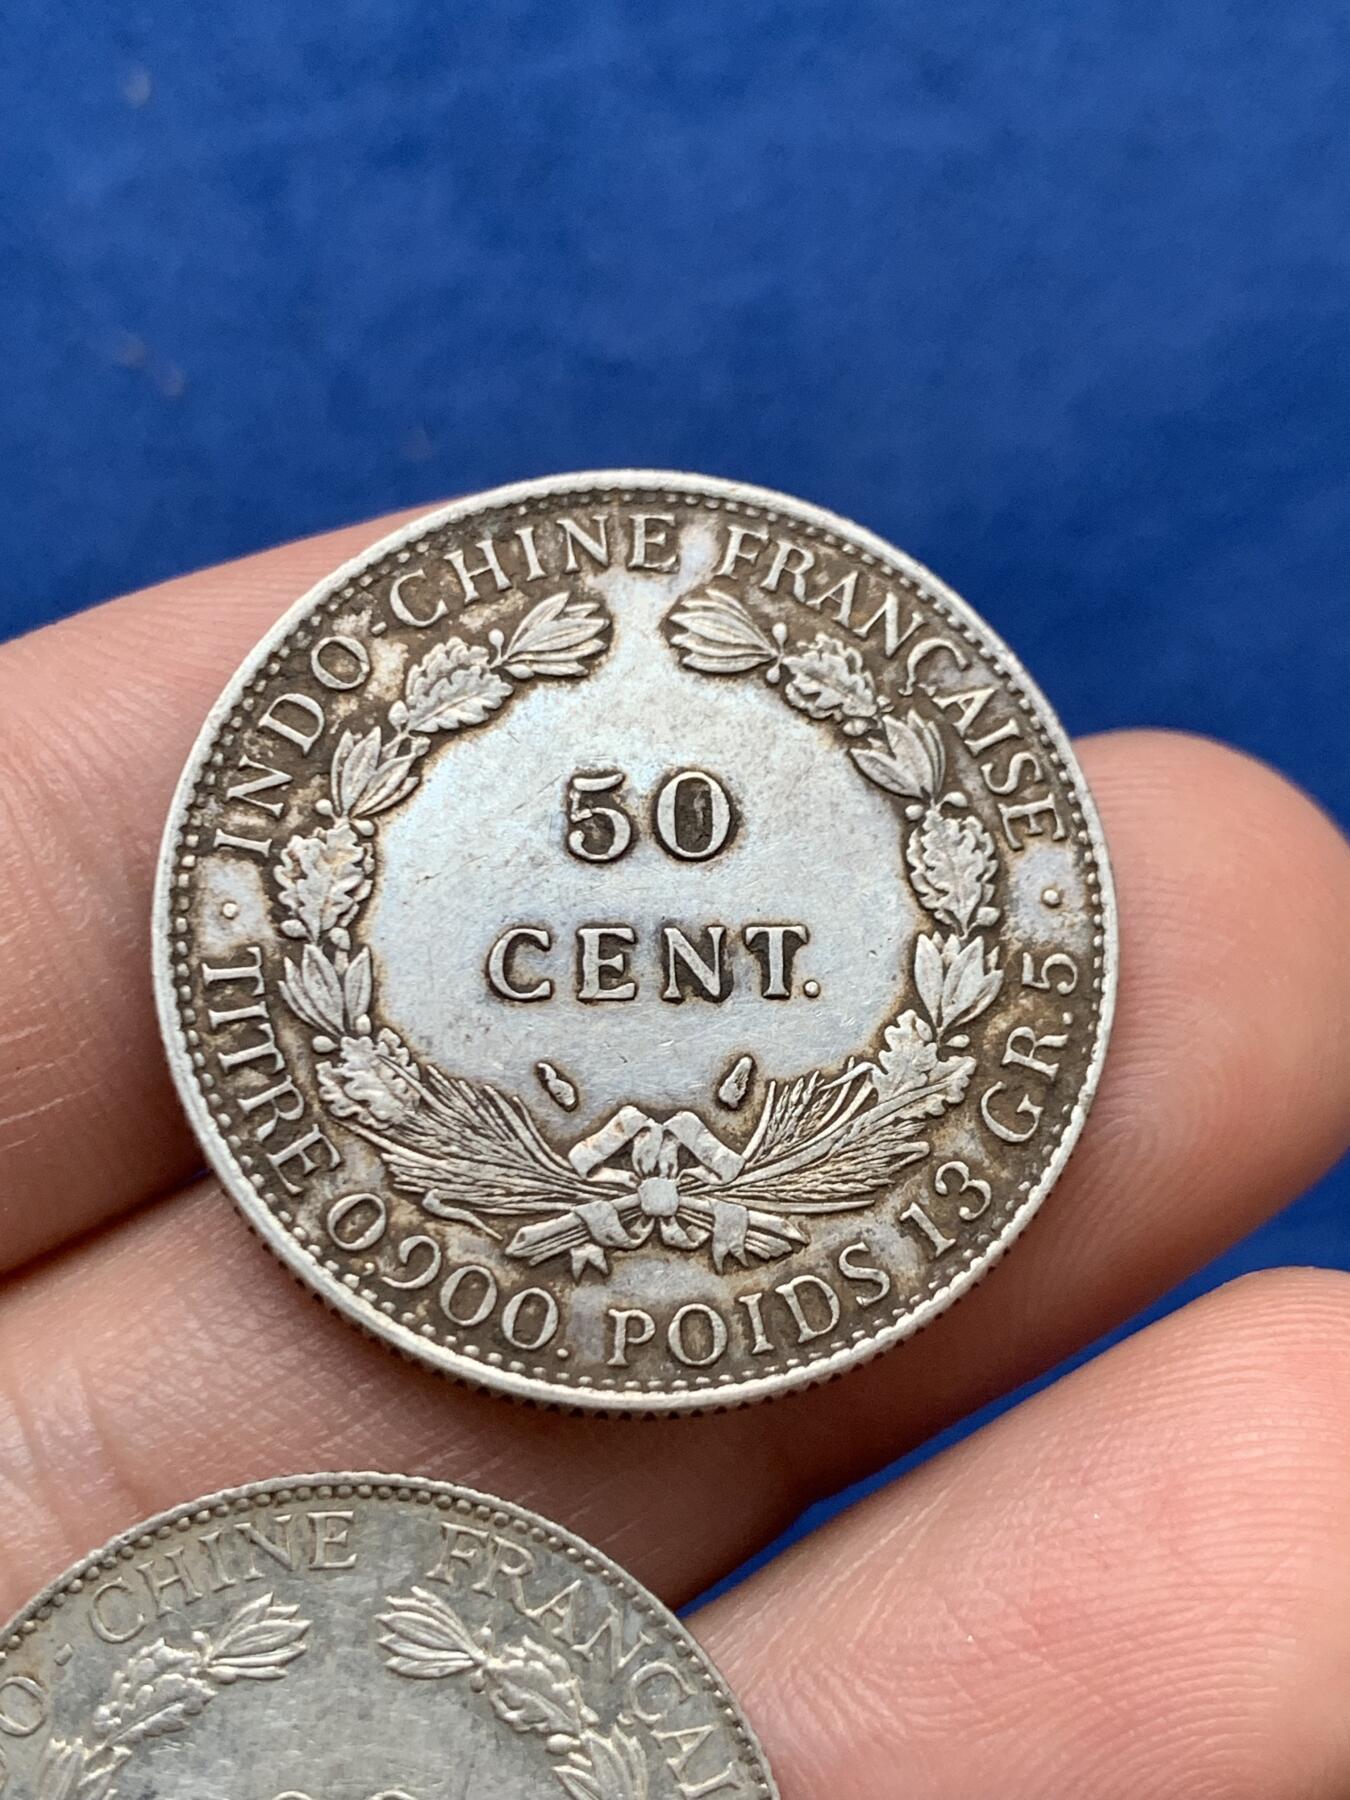 INDO-CHINE FRANÇAISE
50
CENT.
· TITRE 0,900. POIDS 13 GR.5 ·
O-CHINE FRANÇAI